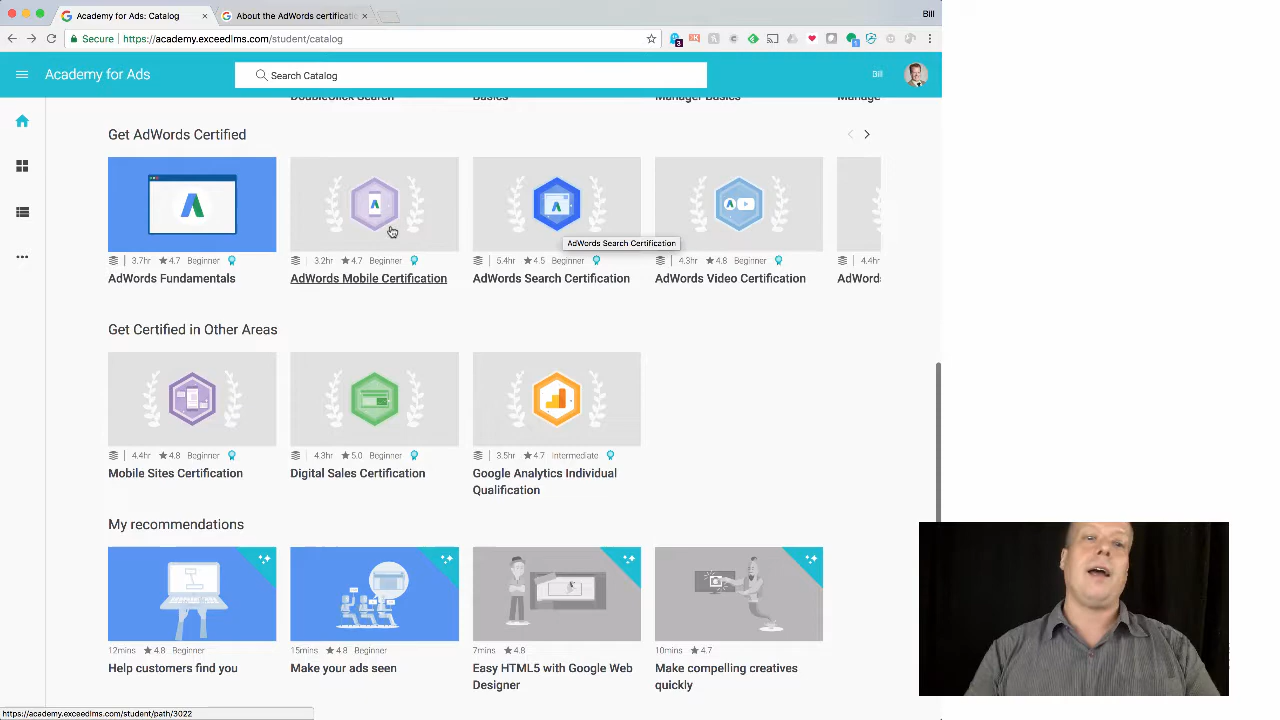 Academy for Ads: Catalog
About the AdWords certificati
Bill
Secure
https://academy.exceedlms.com/student/catalog
3
1
Academy for Ads
Search Catalog
Bill
DoubleClick Search
Basics
Manager Basics
Manage
Get AdWords Certified
AdWords Search Certification
3.7hr ★4.7 Beginner
3.2hr ★4.7 Beginner
5.4hr ★4.5 Beginner
4.3hr ★4.8 Beginner
4.4hr
AdWords Fundamentals
AdWords Mobile Certification
AdWords Search Certification
AdWords Video Certification
AdWords
Get Certified in Other Areas
4.4hr ★4.8 Beginner
4.3hr ★5.0 Beginner
3.5hr ★4.7 Intermediate
Mobile Sites Certification
Digital Sales Certification
Google Analytics Individual
Qualification
My recommendations
12mins ★4.8 Beginner
15mins ★4.8 Beginner
7mins ★4.8
10mins ★4.7
Help customers find you
Make your ads seen
Easy HTML5 with Google Web
Designer
Make compelling creatives
quickly
https://academy.exceedlms.com/student/path/3022